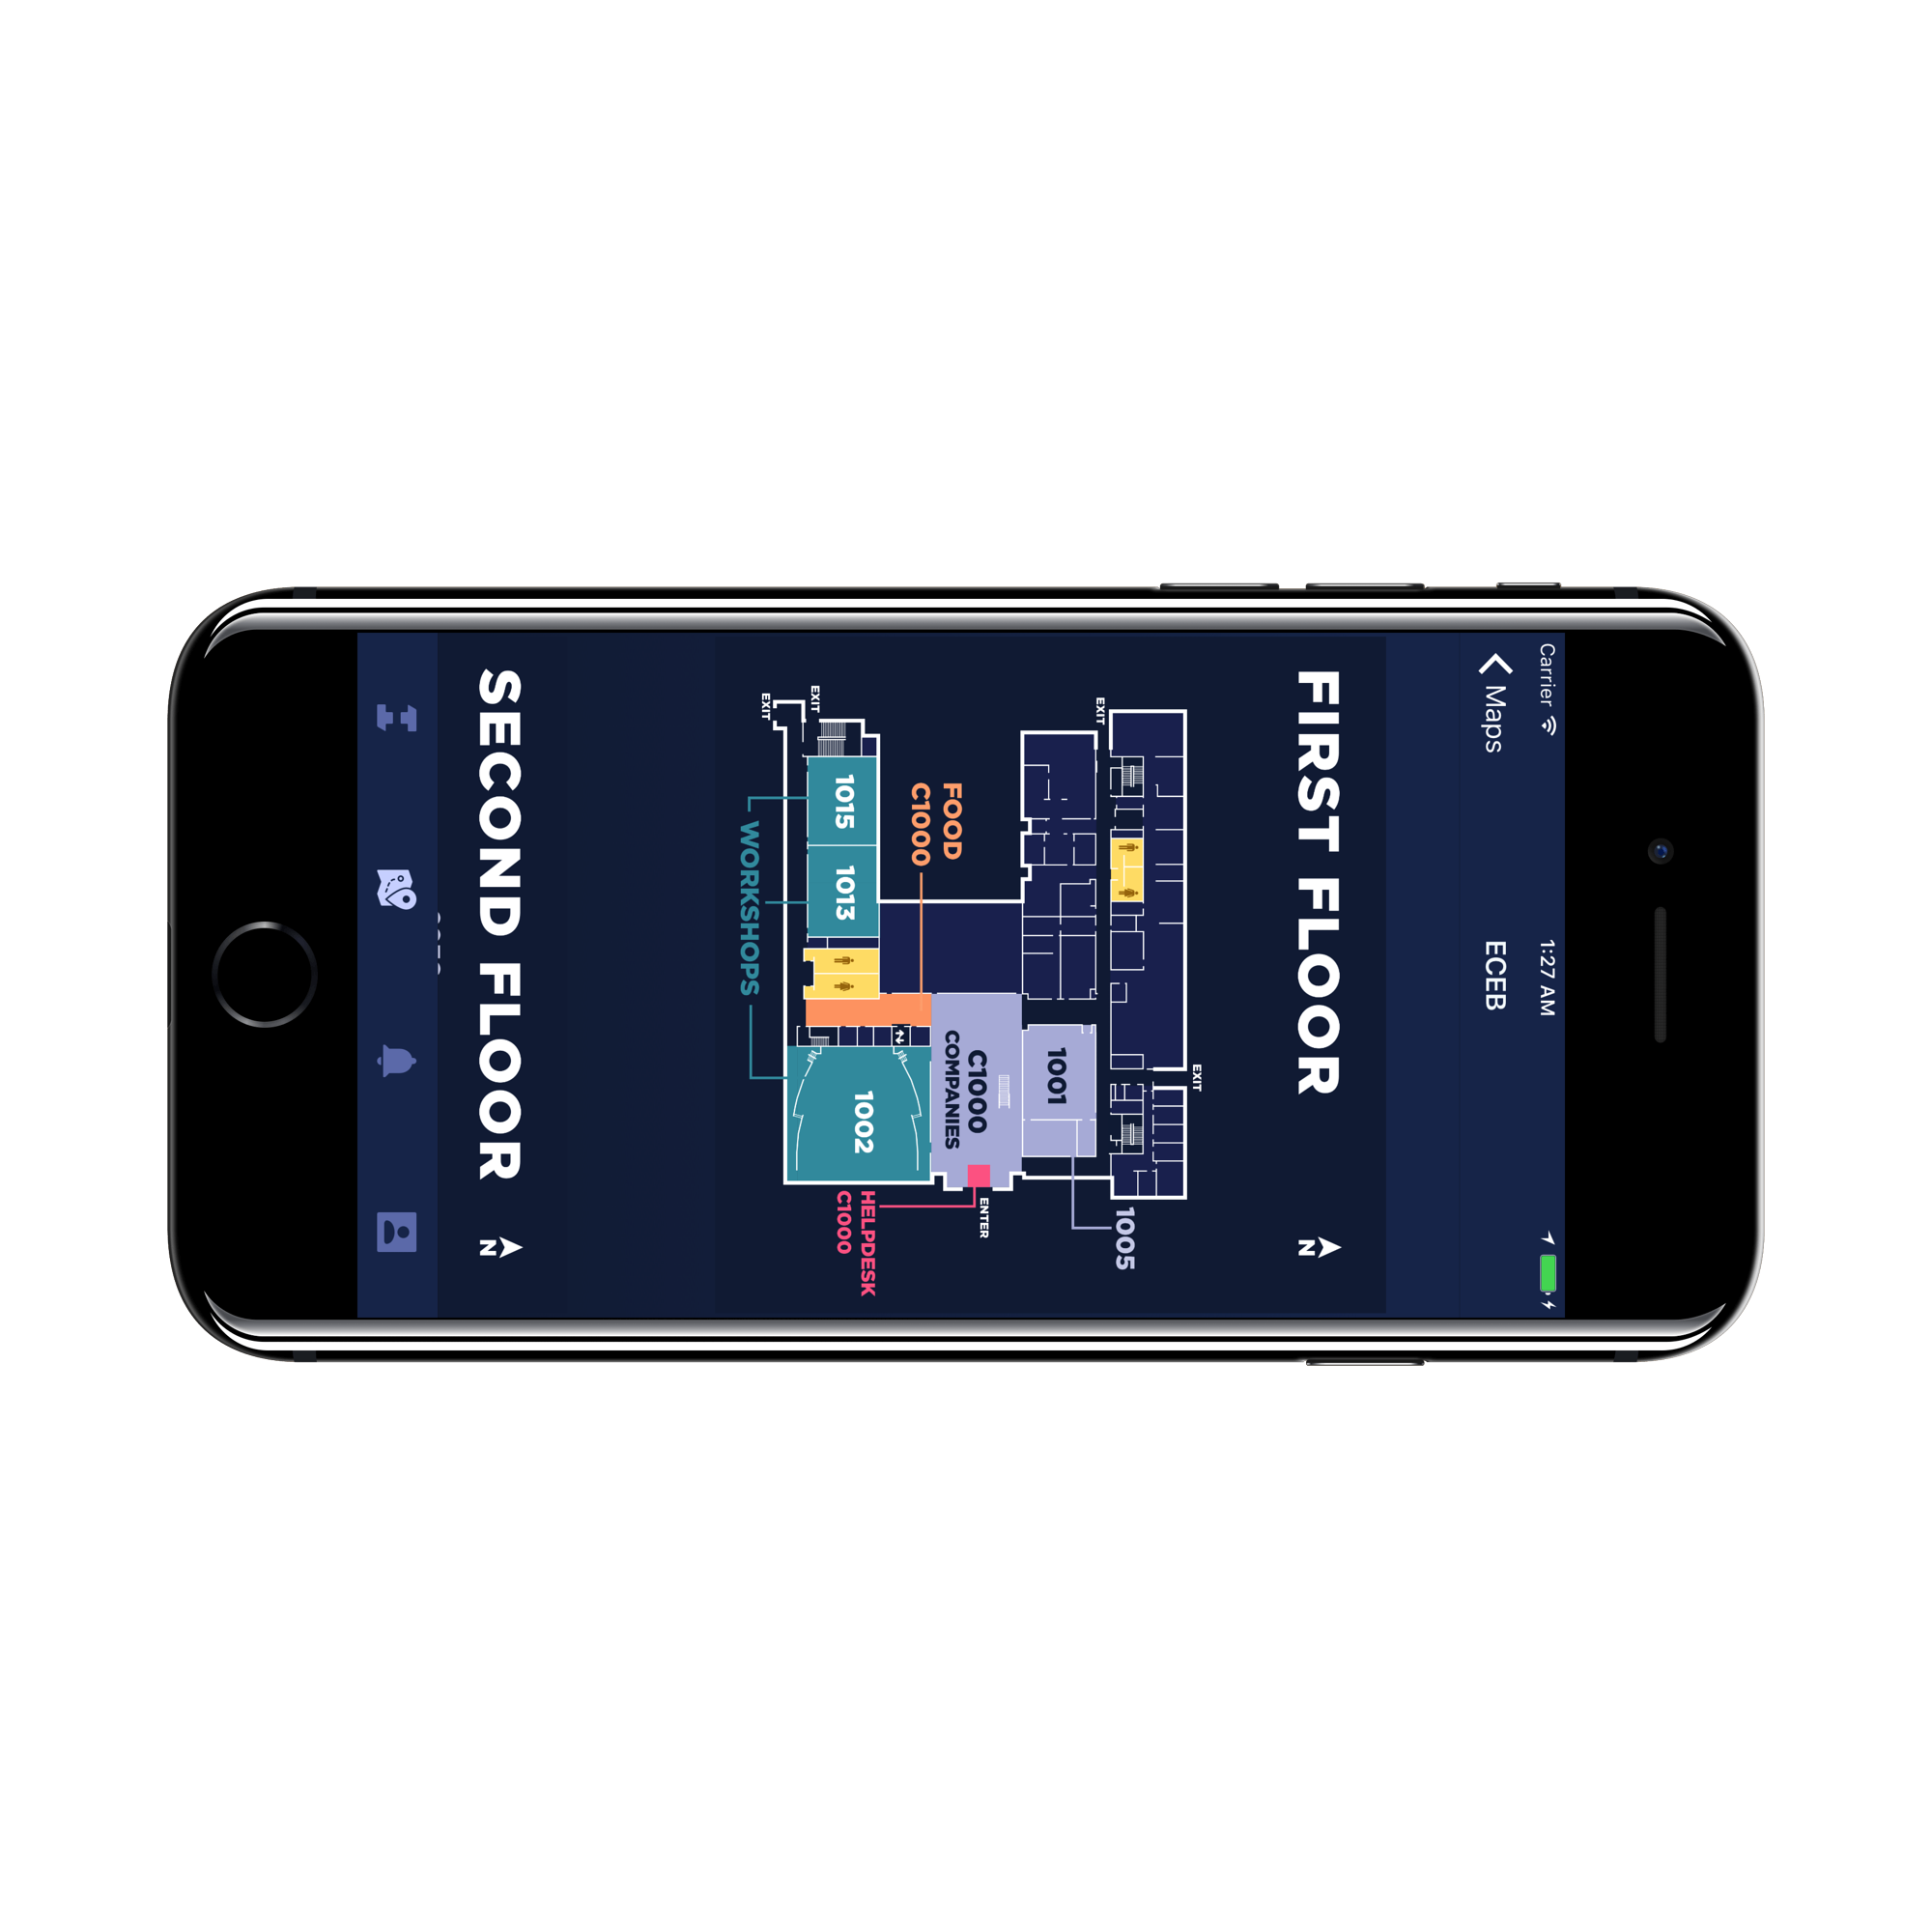 Carrier
1:27 AM
Maps
ECEB
FIRST FLOOR
N
EXIT
EXIT
1005
1001
ENTER
FOOD
C1000
C1000
COMPANIES
HELPDESK
C1000
1015
1013
1002
EXIT
EXIT
WORKSHOPS
SECOND FLOOR
N